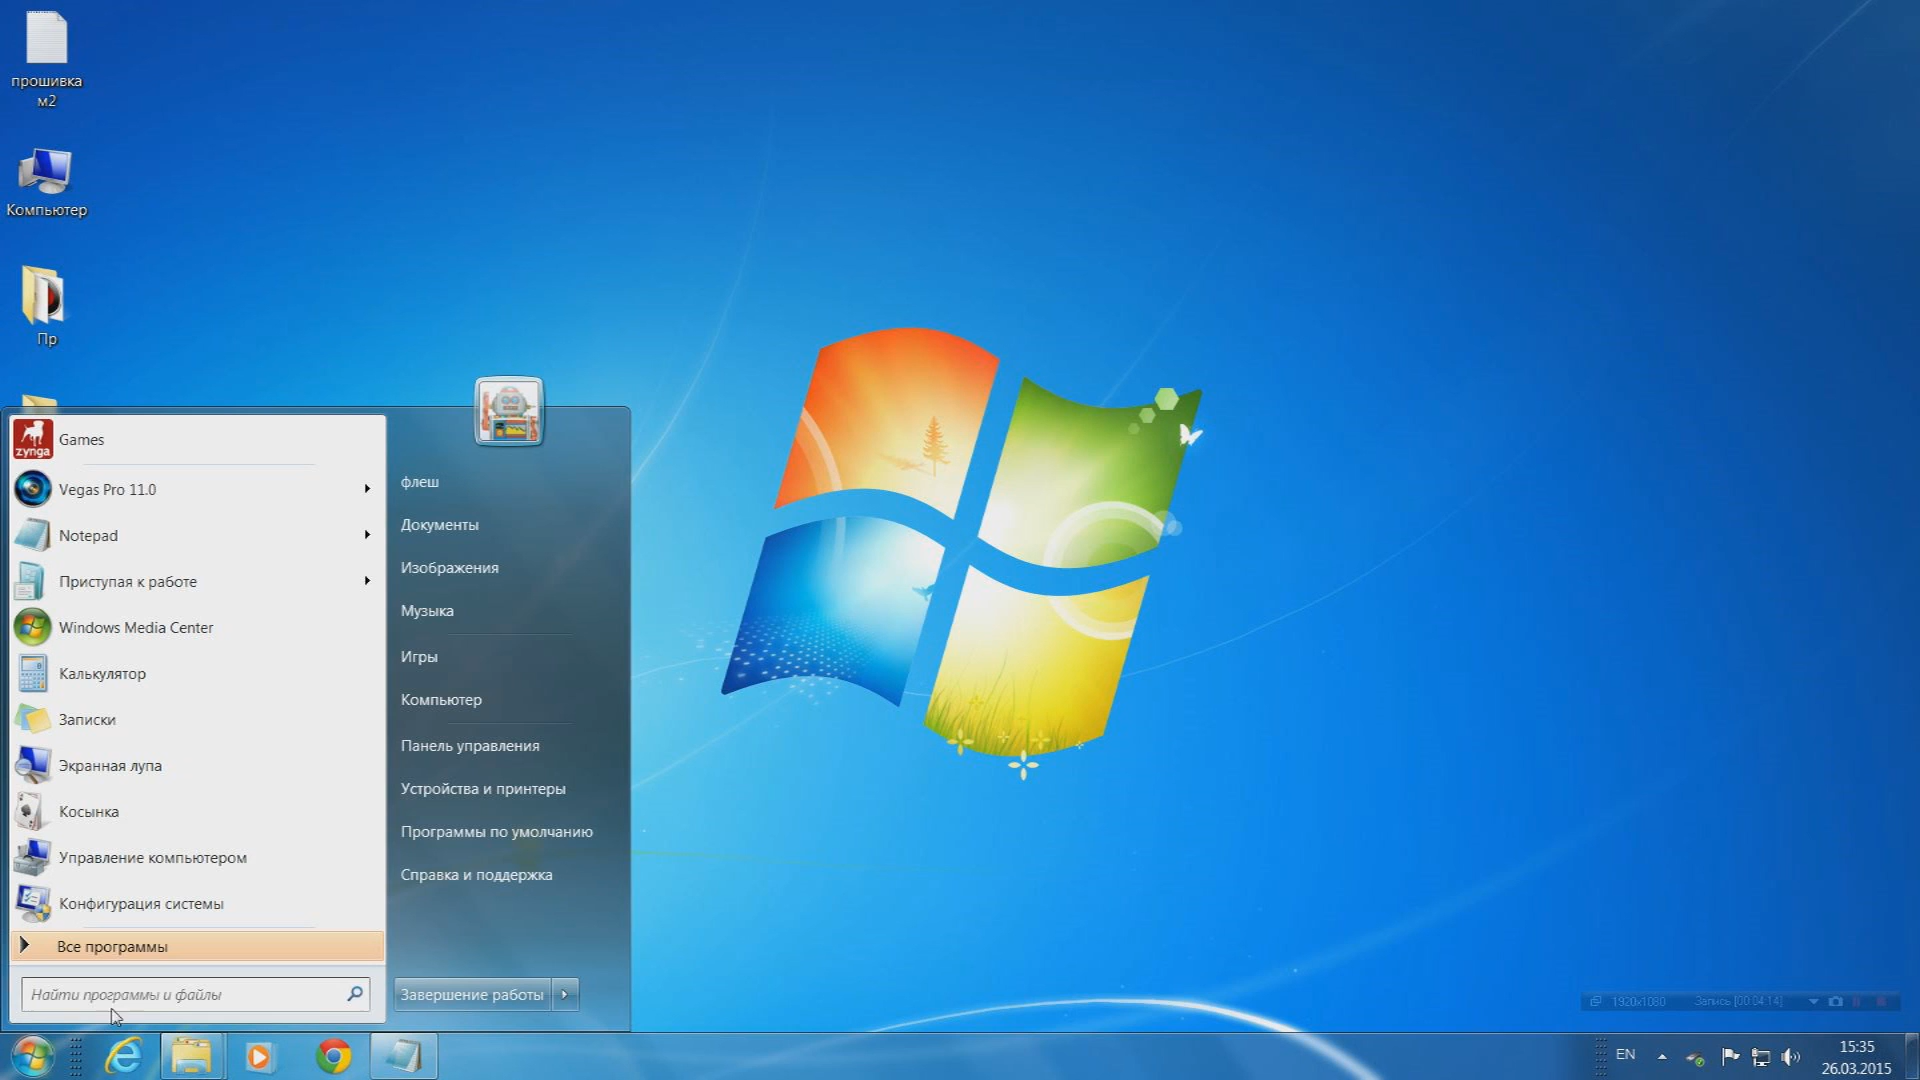 прошивка
м2
Компьютер
Пр
zynga
Games
Vegas Pro 11.0
Notepad
Приступая к работе
Windows Media Center
Калькулятор
Записки
Экранная лупа
Косынка
Управление компьютером
Конфигурация системы
Все программы
Найти программы и файлы
флеш
Документы
Изображения
Музыка
Игры
Компьютер
Панель управления
Устройства и принтеры
Программы по умолчанию
Справка и поддержка
Завершение работы
1920x1080 Запись [00:04:14]
EN
15:35
26.03.2015